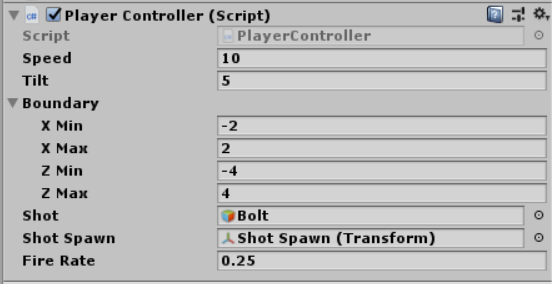 Player Controller (Script)
Script PlayerController
Speed 10
Tilt 5
Boundary
X Min -2
X Max 2
Z Min -4
Z Max 4
Shot Bolt
Shot Spawn Shot Spawn (Transform)
Fire Rate 0.25